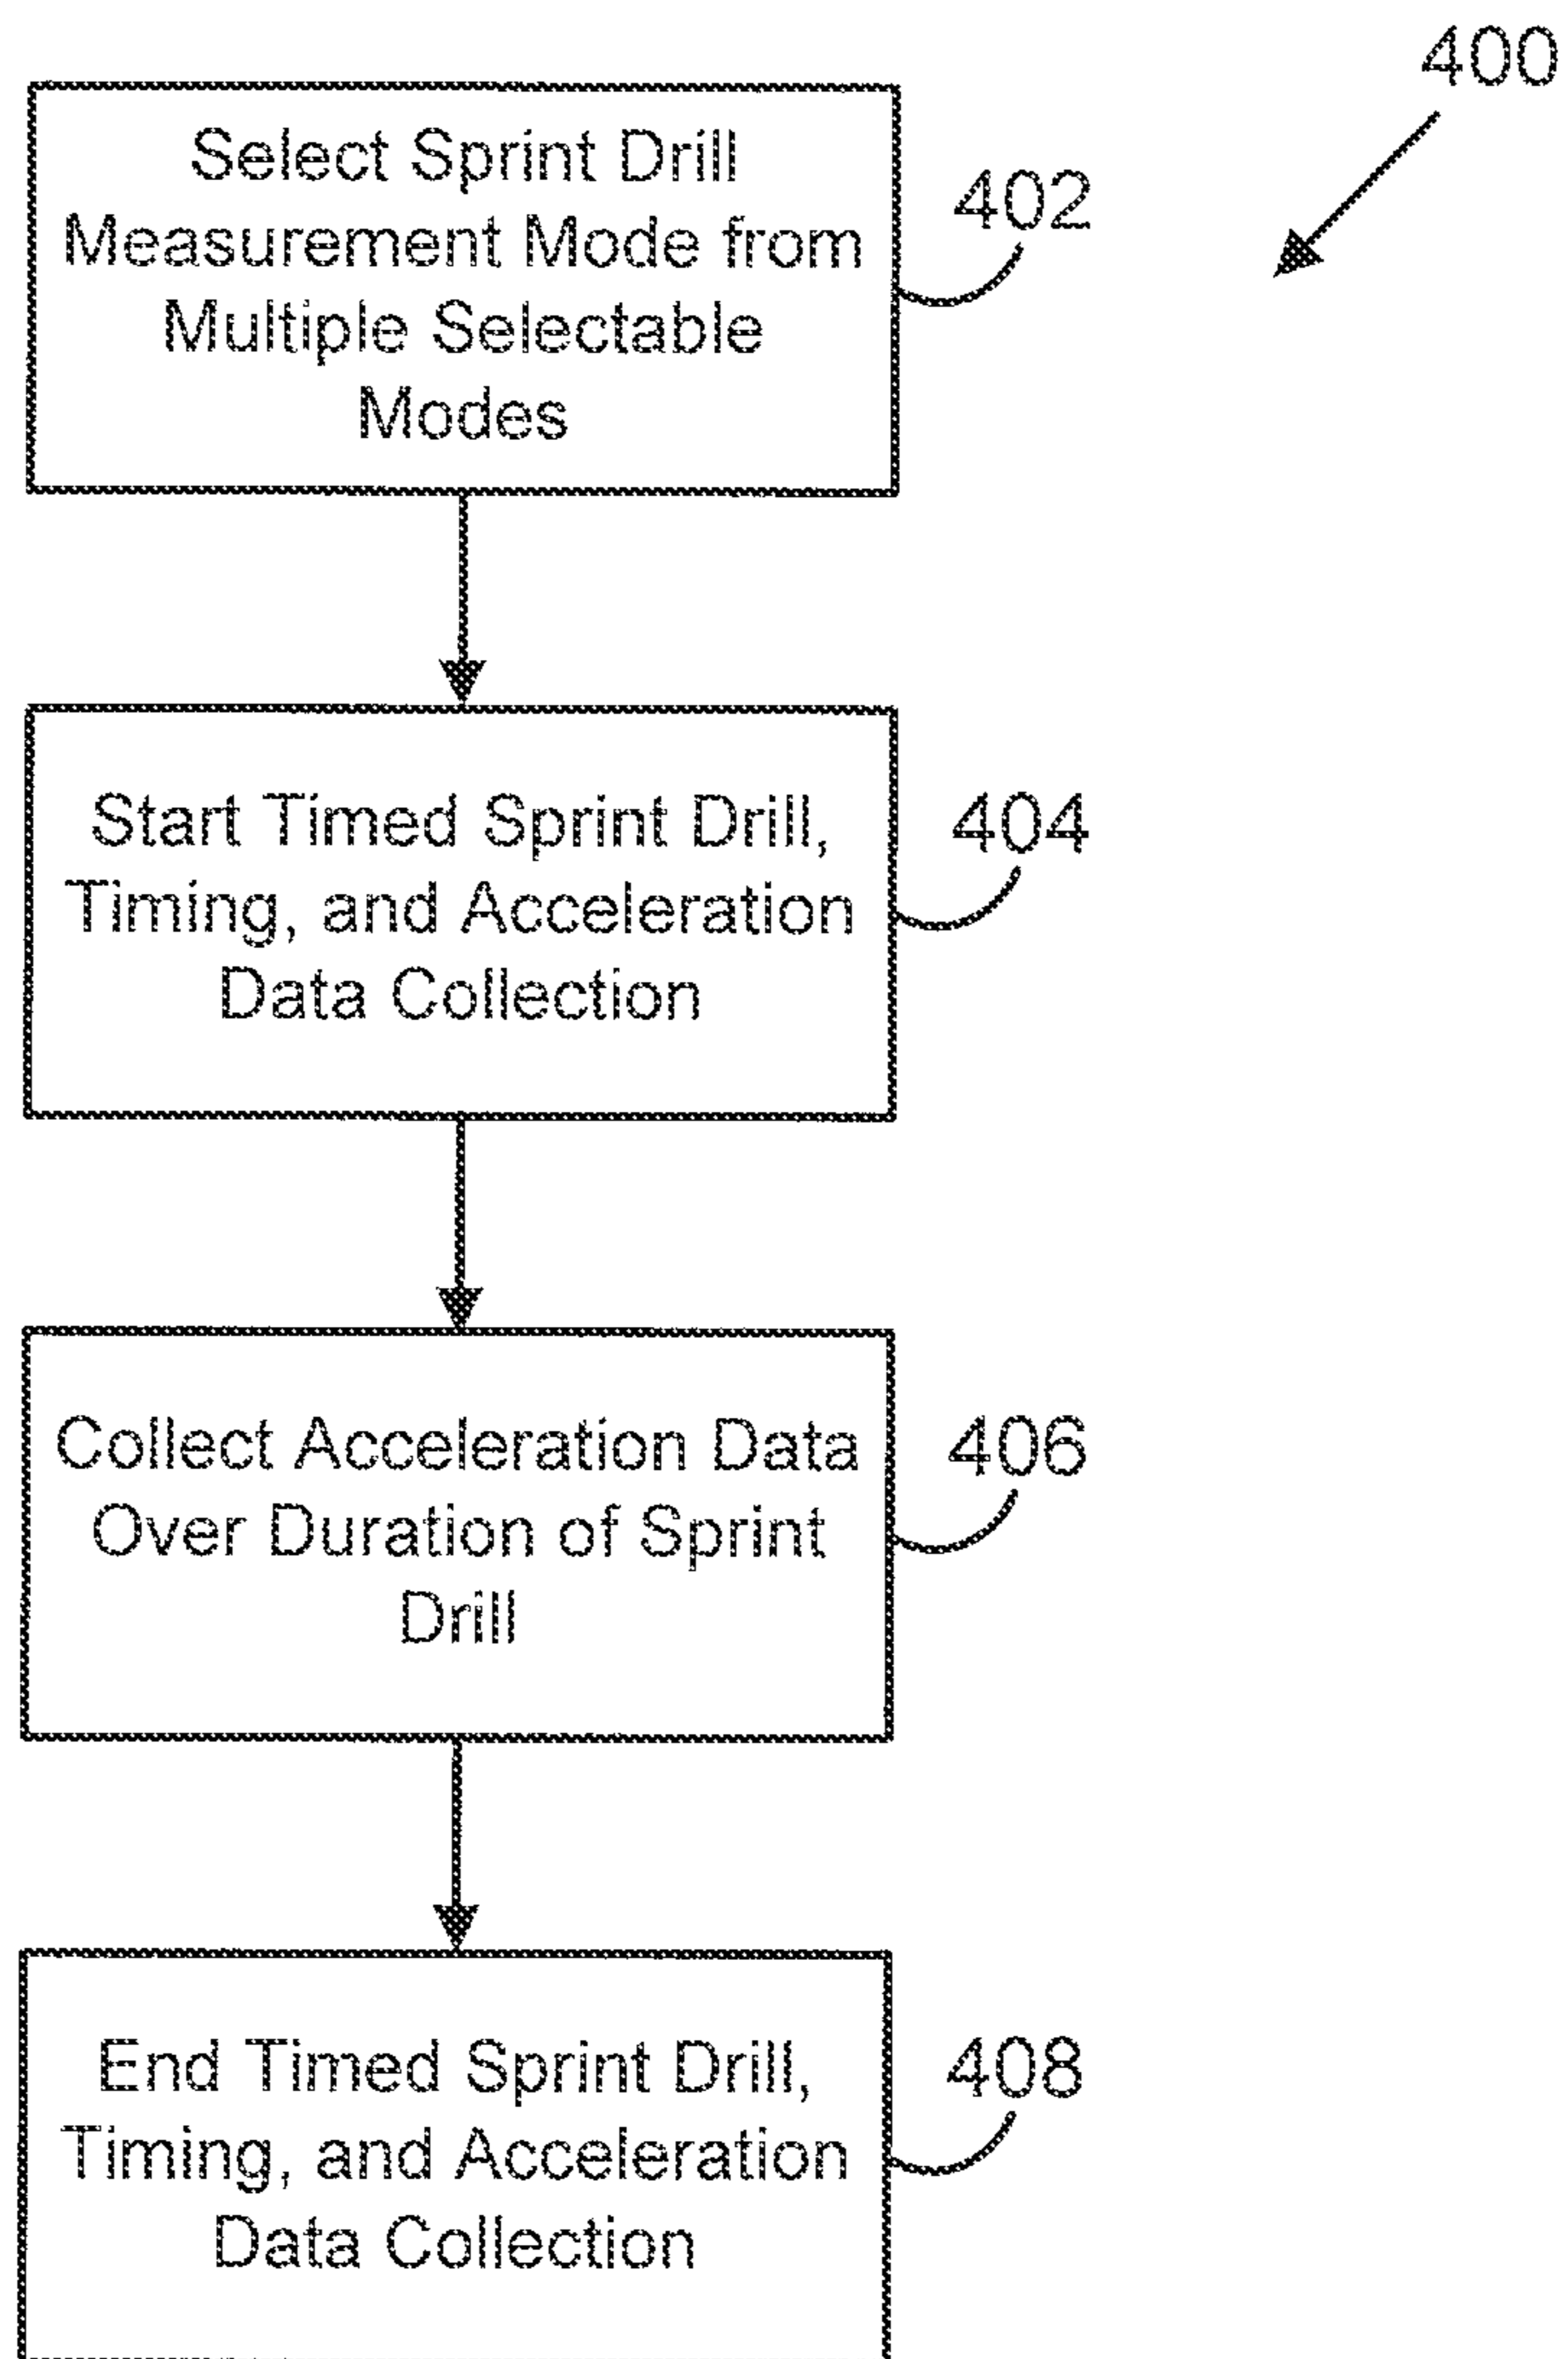 400
Select Sprint Drill
Measurement Mode from
Multiple Selectable
Modes
402
Start Timed Sprint Drill,
Timing, and Acceleration
Data Collection
404
Collect Acceleration Data
Over Duration of Sprint
Drill
406
End Timed Sprint Drill,
Timing, and Acceleration
Data Collection
408